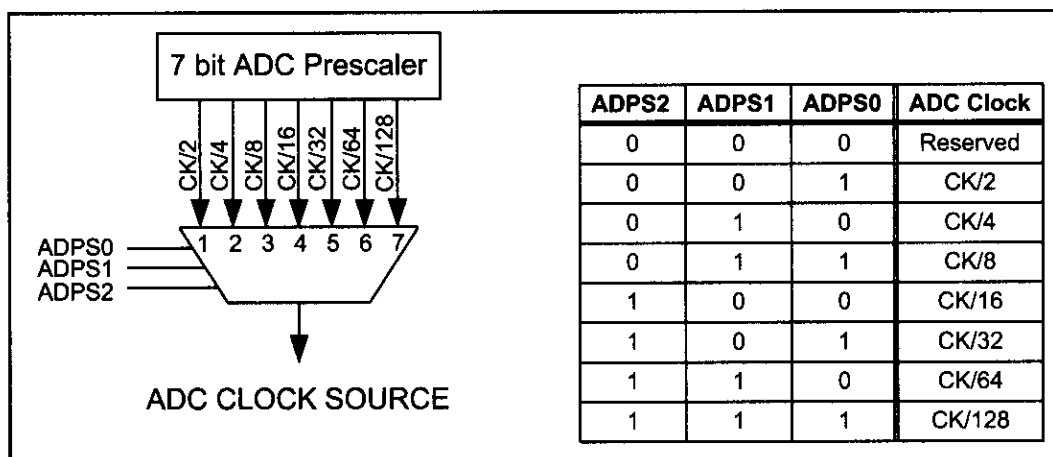 7 bit ADC Prescaler
CK/2
CK/4
CK/8
CK/16
CK/32
CK/64
CK/128
1 2 3 4 5 6 7
ADPS0
ADPS1
ADPS2
ADC CLOCK SOURCE
ADPS2 ADPS1 ADPS0 ADC Clock
0 0 0 Reserved
0 0 1 CK/2
0 1 0 CK/4
0 1 1 CK/8
1 0 0 CK/16
1 0 1 CK/32
1 1 0 CK/64
1 1 1 CK/128